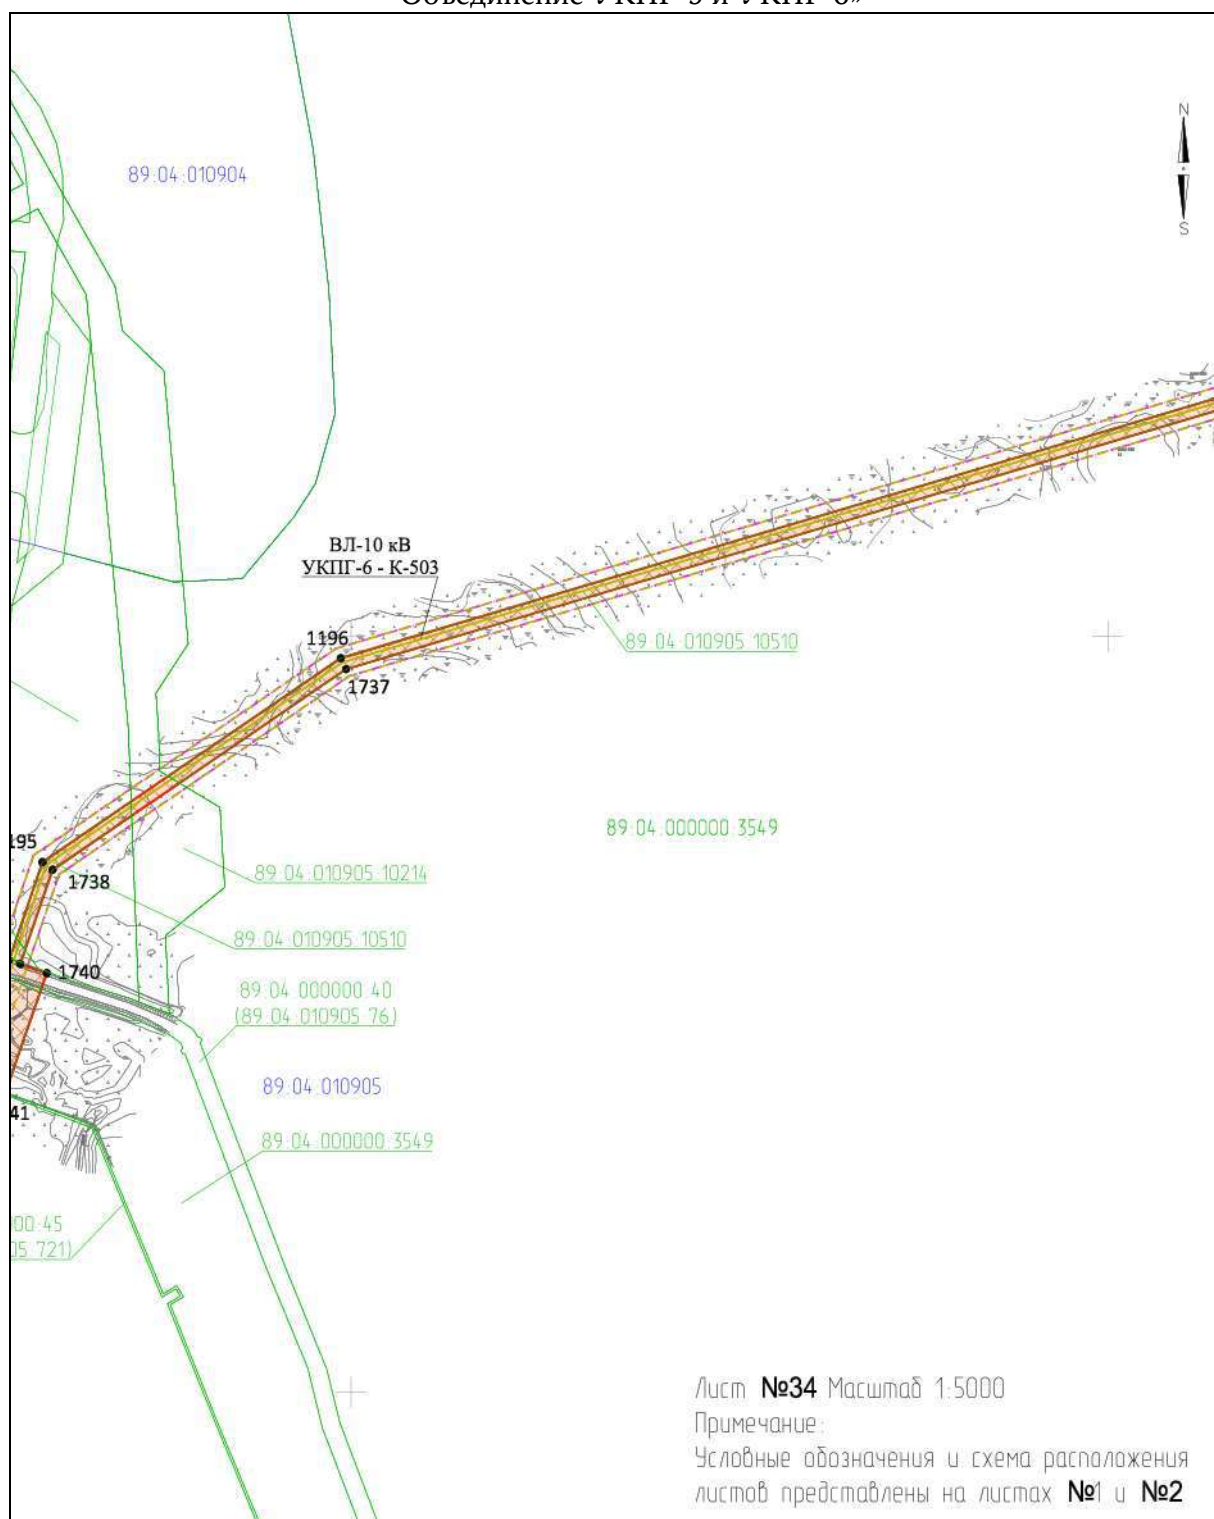 89:04:010904
N
S
ВЛ-10 кВ
УКПГ-6 - К-503
1196
89:04:010905:10510
1737
195
89:04:000000:3549
1738
89:04:010905:10214
89:04:010905:10510
1740
89:04:000000:40
(89:04:010905:76)
89:04:010905
41
89:04:000000:3549
00:45
05:721)
Лист №34 Масштаб 1:5000
Примечание:
Условные обозначения и схема расположения
листов представлены на листах №1 и №2